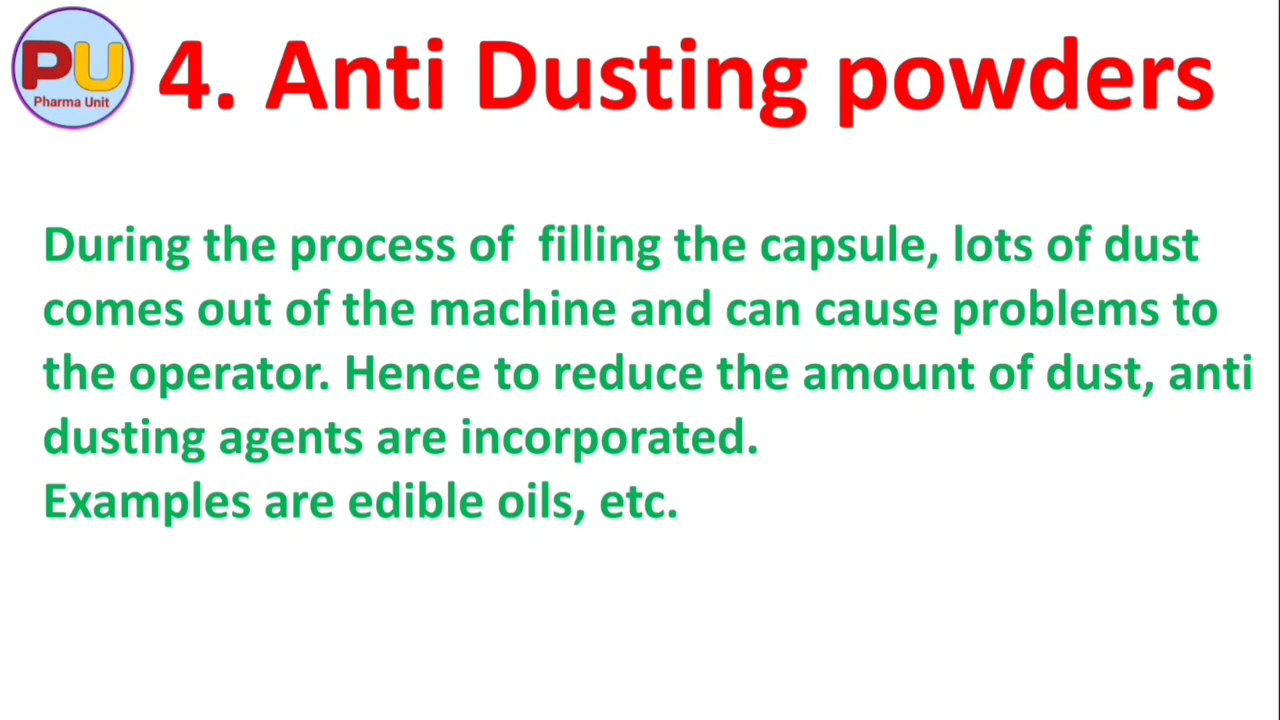 PU
Pharma Unit
4. Anti Dusting powders
During the process of  filling the capsule, lots of dust
comes out of the machine and can cause problems to
the operator. Hence to reduce the amount of dust, anti
dusting agents are incorporated.
Examples are edible oils, etc.